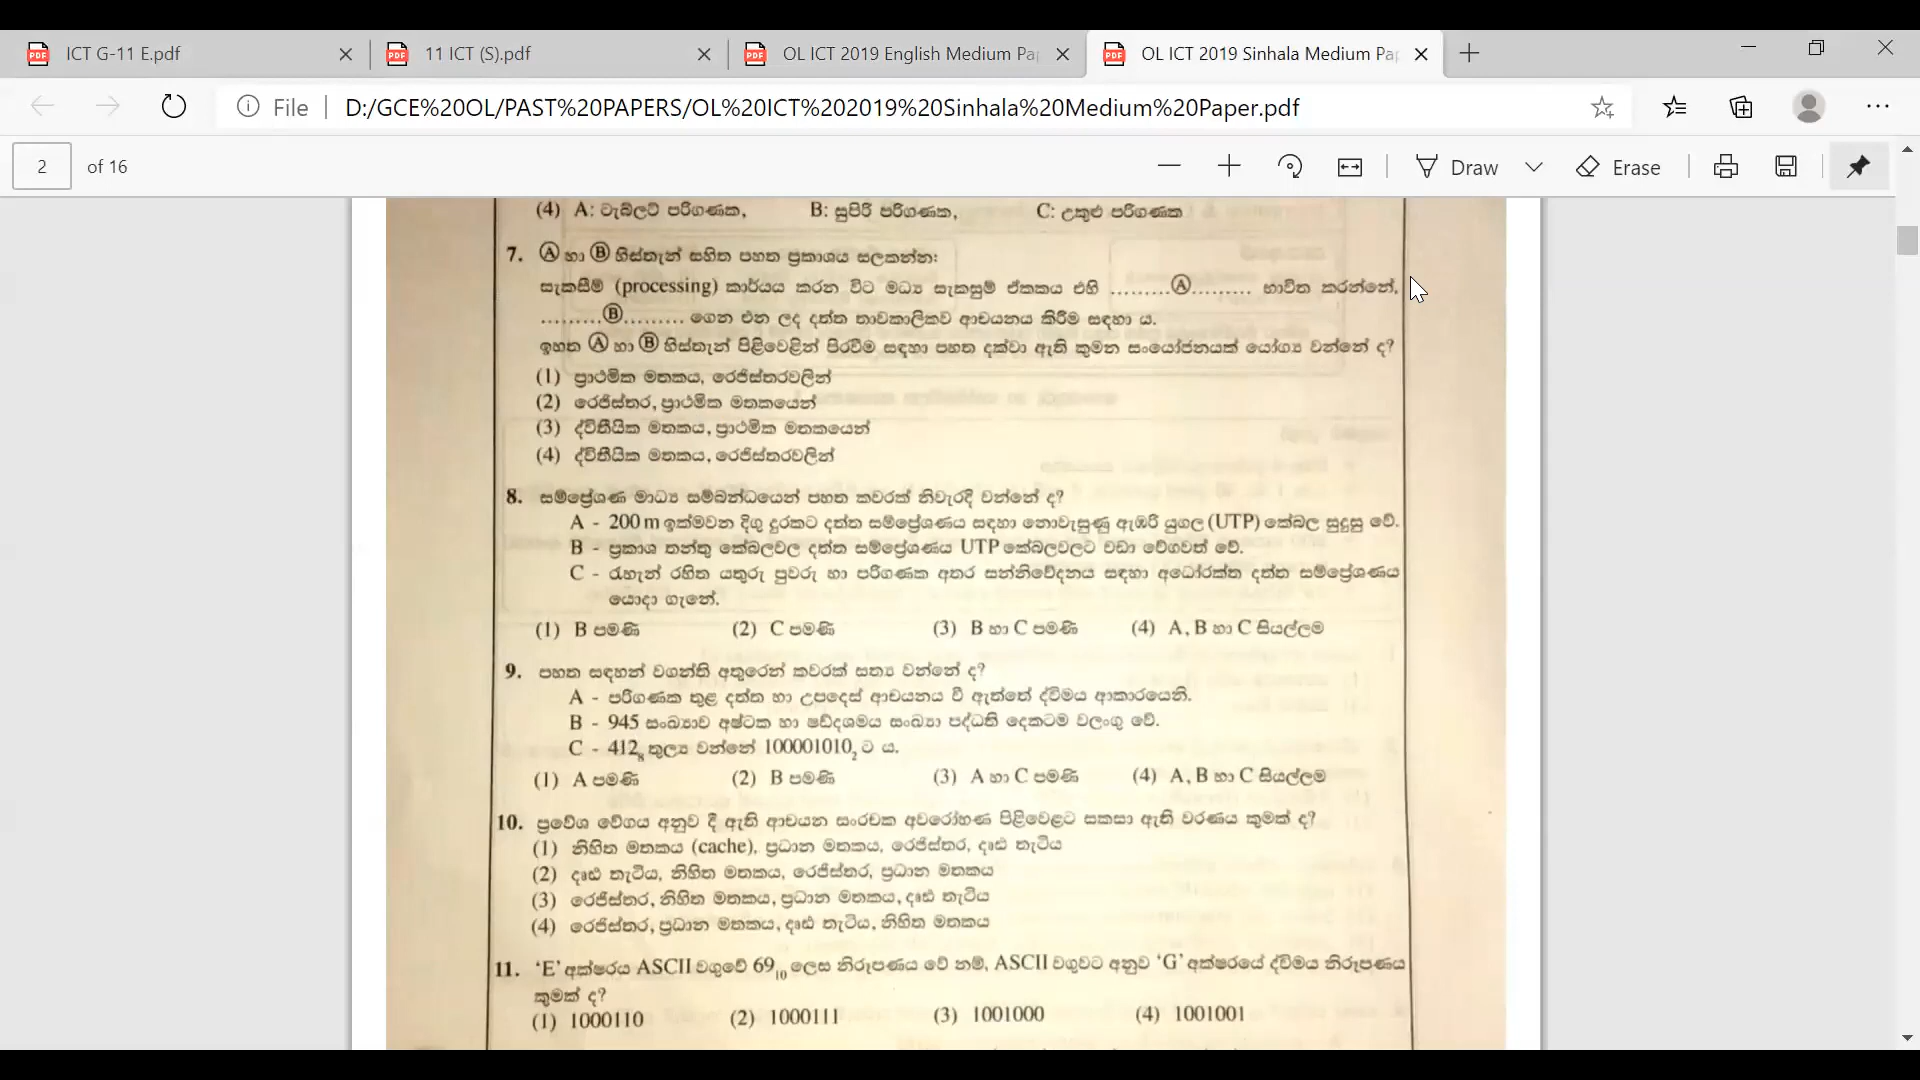 ICT G-11 E.pdf
11 ICT (S).pdf
OL ICT 2019 English Medium Pa
OL ICT 2019 Sinhala Medium Pa
File
D:/GCE%20OL/PAST%20PAPERS/OL%20ICT%202019%20Sinhala%20Medium%20Paper.pdf
2 of 16
Draw
Erase
(4) A: ටැබ්ලට් පරිගණක, B: සුපිරි පරිගණක, C: උකුළු පරිගණක
7. Ⓐ හා Ⓑ හිස්තැන් සහිත පහත ප්‍රකාශය සලකන්න:
සැකසීම් (processing) කාර්යය කරන විට මධ්‍ය සැකසුම් ඒකකය එහි .........Ⓐ......... භාවිත කරන්නේ,
.........Ⓑ......... ගෙන එන ලද දත්ත තාවකාලිකව ආචයනය කිරීම සඳහා ය.
ඉහත Ⓐ හා Ⓑ හිස්තැන් පිළිවෙළින් පිරවීම සඳහා පහත දක්වා ඇති කුමන සංයෝජනයක් යෝග්‍ය වන්නේ ද?
(1) ප්‍රාථමික මතකය, රෙජිස්තරවලින්
(2) රෙජිස්තර, ප්‍රාථමික මතකයෙන්
(3) ද්විතීයික මතකය, ප්‍රාථමික මතකයෙන්
(4) ද්විතීයික මතකය, රෙජිස්තරවලින්
8. සම්ප්‍රේශණ මාධ්‍ය සම්බන්ධයෙන් පහත කවරක් නිවැරදි වන්නේ ද?
A - 200 m ඉක්මවන දිගු දුරකට දත්ත සම්ප්‍රේශණය සඳහා නොවැසුණු ඇඹරි යුගල (UTP) කේබල සුදුසු වේ.
B - ප්‍රකාශ තන්තු කේබලවල දත්ත සම්ප්‍රේශණය UTP කේබලවලට වඩා වේගවත් වේ.
C - රැහැන් රහිත යතුරු පුවරු හා පරිගණක අතර සන්නිවේදනය සඳහා අධෝරක්ත දත්ත සම්ප්‍රේශණය
යොදා ගැනේ.
(1) B පමණි (2) C පමණි (3) B හා C පමණි (4) A, B හා C සියල්ලම
9. පහත සඳහන් වගන්ති අතුරෙන් කවරක් සත්‍ය වන්නේ ද?
A - පරිගණක තුළ දත්ත හා උපදෙස් ආචයනය වී ඇත්තේ ද්විමය ආකාරයෙනි.
B - 945 සංඛ්‍යාව අෂ්ටක හා ෂඩ්දශමය සංඛ්‍යා පද්ධති දෙකටම වලංගු වේ.
C - 412₈ තුල්‍ය වන්නේ 100001010₂ ට ය.
(1) A පමණි (2) B පමණි (3) A හා C පමණි (4) A, B හා C සියල්ලම
10. ප්‍රවේශ වේගය අනුව දී ඇති ආචයන සංරචක අවරෝහණ පිළිවෙළට සකසා ඇති වරණය කුමක් ද?
(1) නිහිත මතකය (cache), ප්‍රධාන මතකය, රෙජිස්තර, දෘඪ තැටිය
(2) දෘඪ තැටිය, නිහිත මතකය, රෙජිස්තර, ප්‍රධාන මතකය
(3) රෙජිස්තර, නිහිත මතකය, ප්‍රධාන මතකය, දෘඪ තැටිය
(4) රෙජිස්තර, ප්‍රධාන මතකය, දෘඪ තැටිය, නිහිත මතකය
11. ‘E’ අක්ෂරය ASCII වගුවේ 69₁₀ ලෙස නිරූපණය වේ නම්, ASCII වගුවට අනුව ‘G’ අක්ෂරයේ ද්විමය නිරූපණය
කුමක් ද?
(1) 1000110 (2) 1000111 (3) 1001000 (4) 1001001